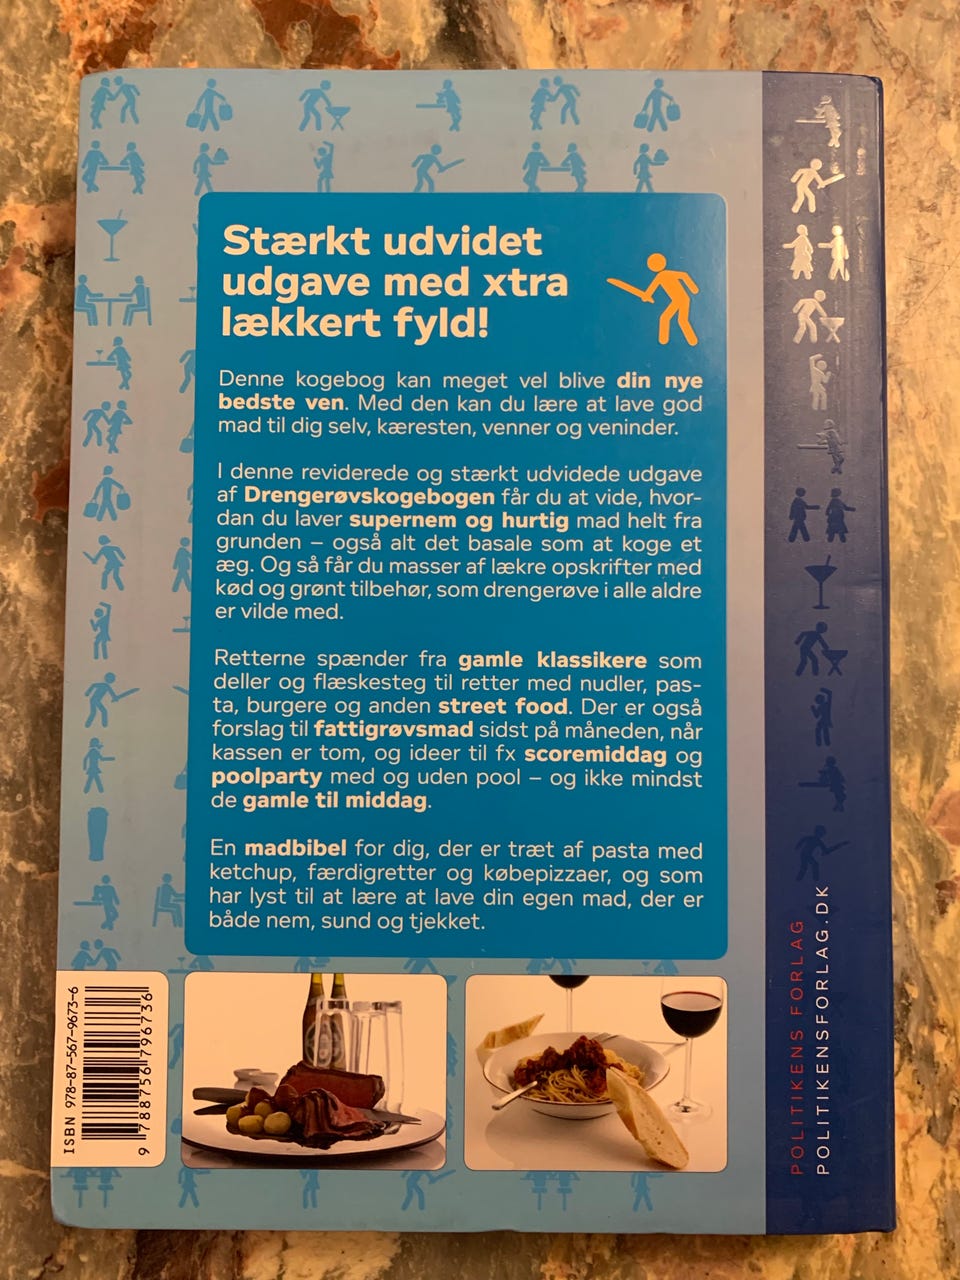 Stærkt udvidet
udgave med xtra
lækkert fyld!
Denne kogebog kan meget vel blive din nye
bedste ven. Med den kan du lære at lave god
mad til dig selv, kæresten, venner og veninder.
I denne reviderede og stærkt udvidede udgave
af Drengerøvskogebogen får du at vide, hvor-
dan du laver supernem og hurtig mad helt fra
grunden – også alt det basale som at koge et
æg. Og så får du masser af lækre opskrifter med
kød og grønt tilbehør, som drengerøve i alle aldre
er vilde med.
Retterne spænder fra gamle klassikere som
deller og flæskesteg til retter med nudler, pas-
ta, burgere og anden street food. Der er også
forslag til fattigrøvsmad sidst på måneden, når
kassen er tom, og ideer til fx scoremiddag og
poolparty med og uden pool – og ikke mindst
de gamle til middag.
En madbibel for dig, der er træt af pasta med
ketchup, færdigretter og købepizzaer, og som
har lyst til at lære at lave din egen mad, der er
både nem, sund og tjekket.
ISBN 978-87-567-9673-6
9 788756 796736
POLITIKENS FORLAG
POLITIKENSFORLAG.DK